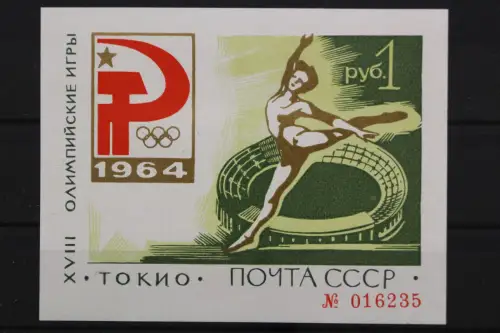 XVIII ОЛИМПИЙСКИЕ ИГРЫ
1964
руб. 1
· ТОКИО · ПОЧТА СССР ·
№ 016235